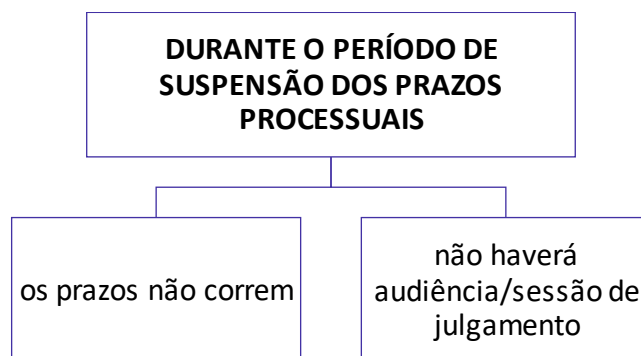 DURANTE O PERÍODO DE
SUSPENSÃO DOS PRAZOS
PROCESSUAIS
os prazos não correm
não haverá
audiência/sessão de
julgamento